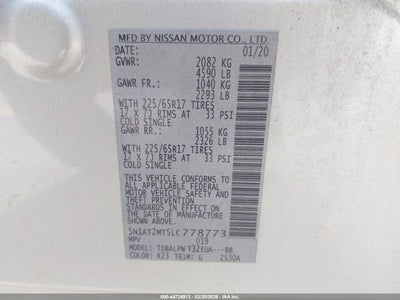 MFD BY NISSAN MOTOR CO., LTD.
DATE: 01/20
GVWR: 2082 KG
4590 LB
GAWR FR.: 1040 KG
2293 LB
WITH 225/65R17 TIRES
17 X 7J RIMS AT 33 PSI
COLD SINGLE
GAWR RR.: 1055 KG
2326 LB
WITH 225/65R17 TIRES
17 X 7J RIMS AT 33 PSI
COLD SINGLE
THIS VEHICLE CONFORMS TO ALL
APPLICABLE FEDERAL MOTOR
VEHICLE SAFETY AND THEFT PREVENTION
STANDARDS IN EFFECT ON THE
DATE OF MANUFACTURE SHOWN ABOVE.
5N1AT2MT5LC778773
MPV 019
MODEL:
COLOR: K23 TRIM: G